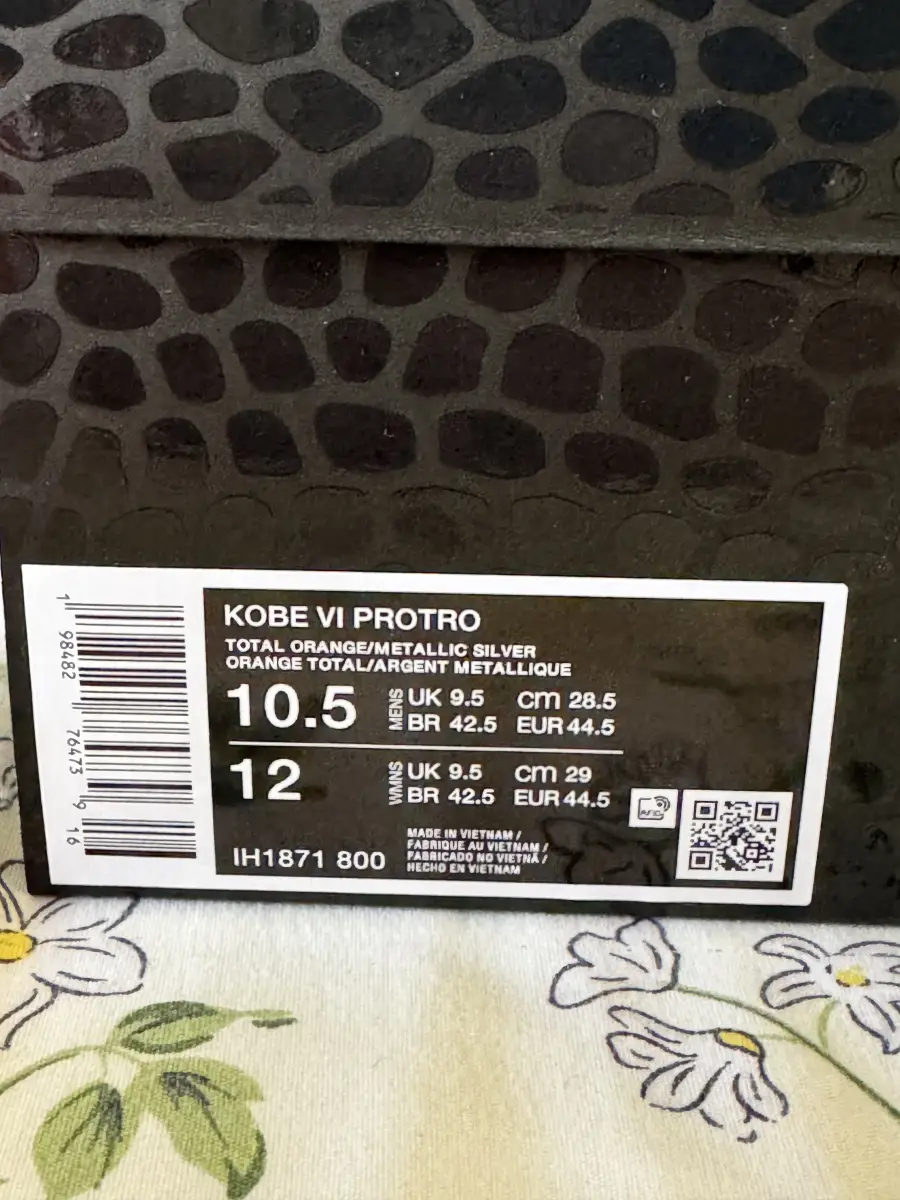 KOBE VI PROTRO
TOTAL ORANGE/METALLIC SILVER
ORANGE TOTAL/ARGENT METALLIQUE
10.5 MENS UK 9.5 cm 28.5
BR 42.5 EUR 44.5
12 WMNS UK 9.5 cm 29
BR 42.5 EUR 44.5
IH1871 800
MADE IN VIETNAM /
FABRIQUE AU VIETNAM /
FABRICADO NO VIETNÃ /
HECHO EN VIETNAM
RFID
1 98482 76473 9 16